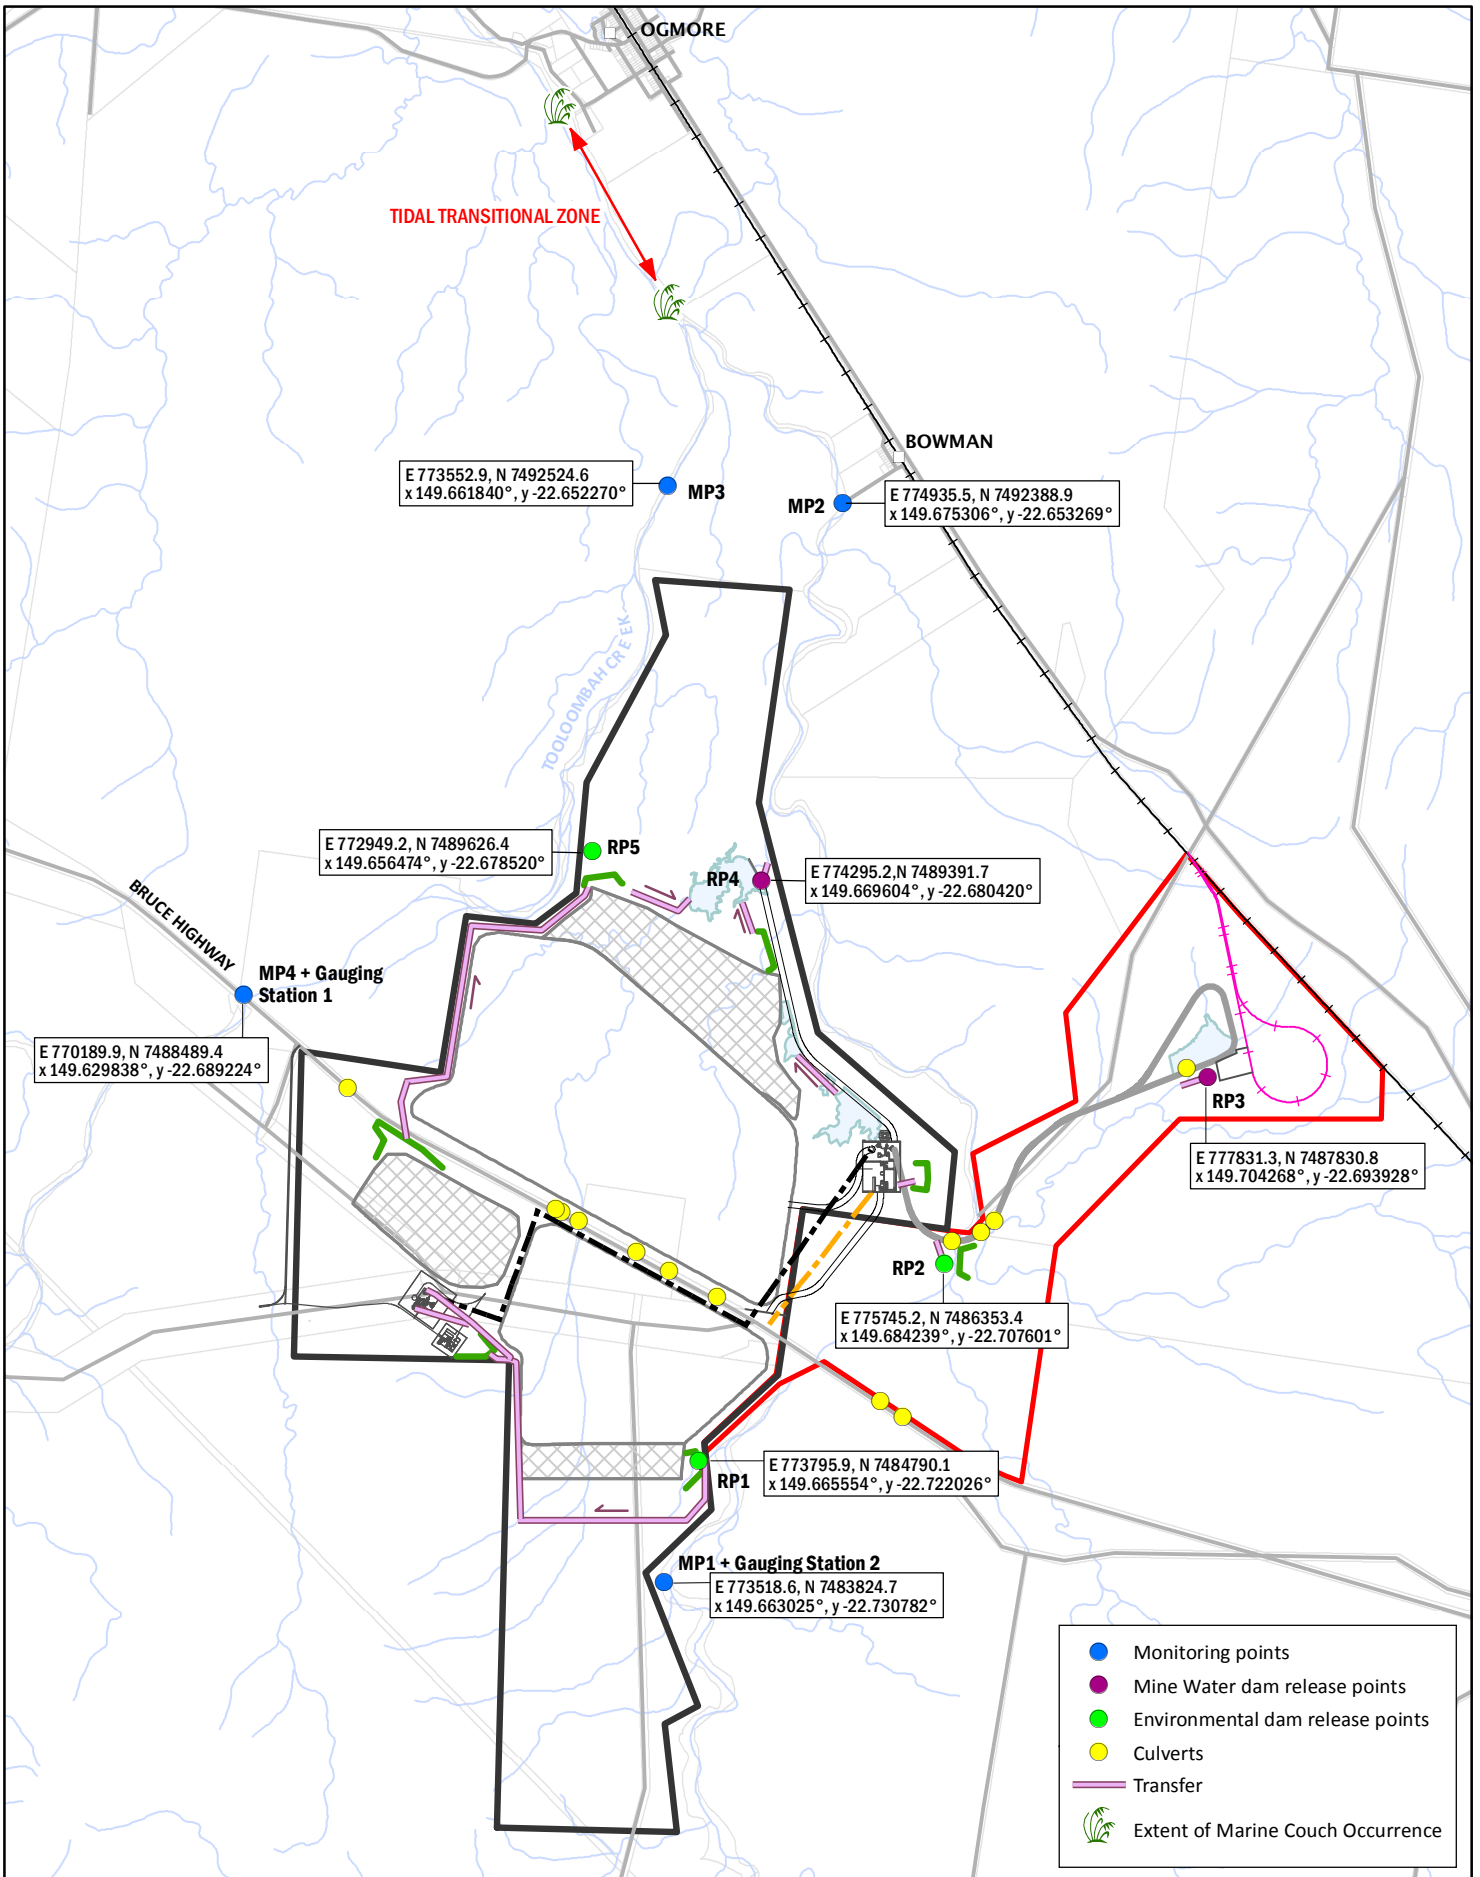 OGMORE
TIDAL TRANSITIONAL ZONE
BOWMAN
E 773552.9, N 7492524.6
x 149.661840°, y -22.652270°
MP3
MP2
E 774935.5, N 7492388.9
x 149.675306°, y -22.653269°
TOOLOOMBAH CREEK
E 772949.2, N 7489626.4
x 149.656474°, y -22.678520°
RP5
RP4
E 774295.2, N 7489391.7
x 149.669604°, y -22.680420°
BRUCE HIGHWAY
MP4 + Gauging
Station 1
E 770189.9, N 7488489.4
x 149.629838°, y -22.689224°
RP3
E 777831.3, N 7487830.8
x 149.704268°, y -22.693928°
RP2
E 775745.2, N 7486353.4
x 149.684239°, y -22.707601°
RP1
E 773795.9, N 7484790.1
x 149.665554°, y -22.722026°
MP1 + Gauging Station 2
E 773518.6, N 7483824.7
x 149.663025°, y -22.730782°
Monitoring points
Mine Water dam release points
Environmental dam release points
Culverts
Transfer
Extent of Marine Couch Occurrence